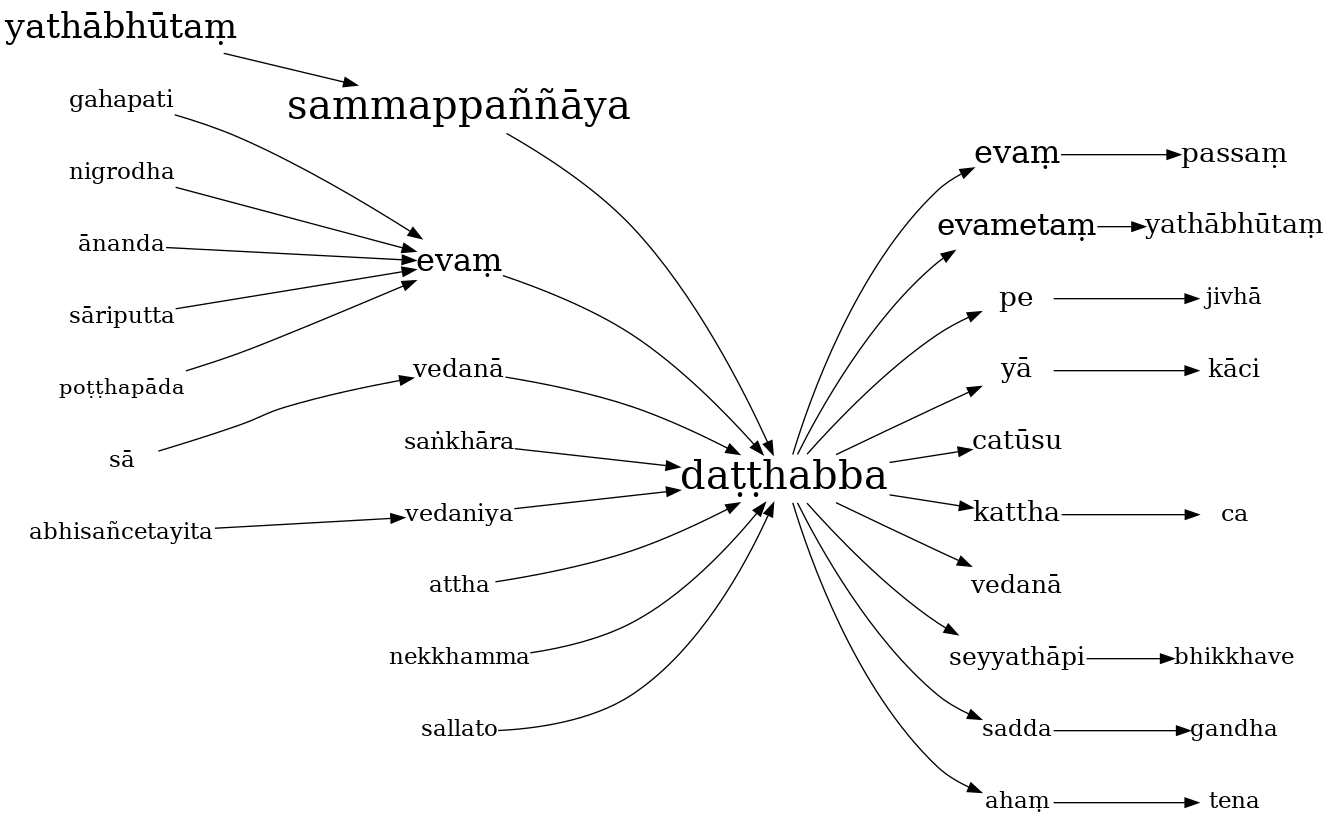 yathābhūtaṃ
gahapati
sammappaññāya
evaṃ passaṃ
nigrodha
evametaṃ yathābhūtaṃ
ānanda
evaṃ
pe jivhā
sāriputta
vedanā
yā kāci
poṭṭhapāda
saṅkhāra
catūsu
sā
daṭṭhabba
vedaniya
kattha ca
abhisañcetayita
attha
vedanā
nekkhamma
seyyathāpi bhikkhave
sallato
sadda gandha
ahaṃ tena